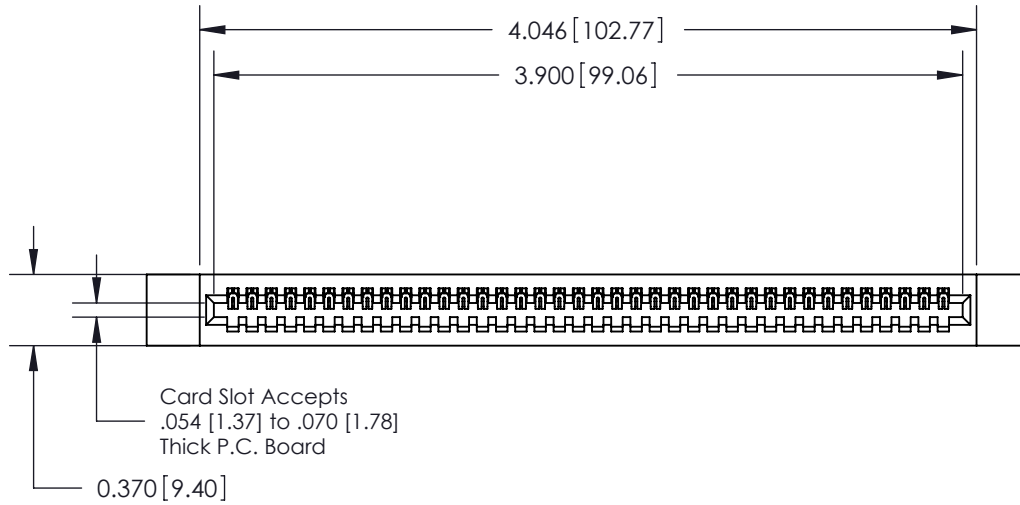 4.046 [102.77]
3.900 [99.06]
Card Slot Accepts
.054 [1.37] to .070 [1.78]
Thick P.C. Board
0.370 [9.40]